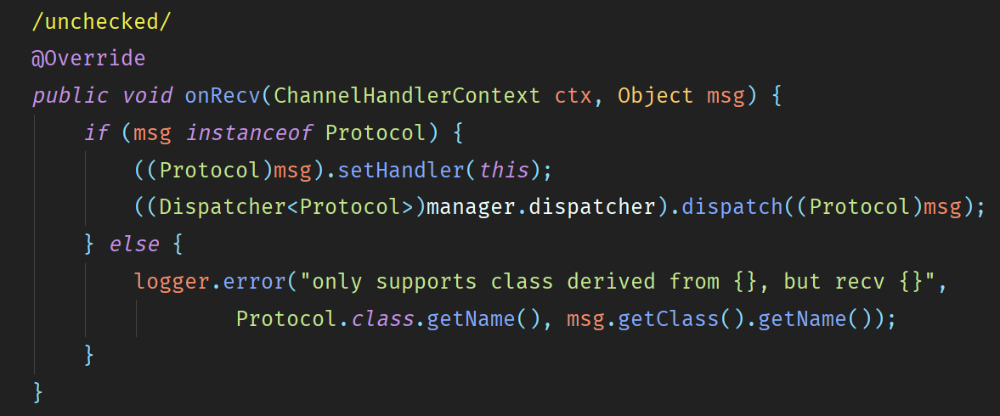 /unchecked/
@Override
public void onRecv(ChannelHandlerContext ctx, Object msg) {
if (msg instanceof Protocol) {
((Protocol)msg).setHandler(this);
((Dispatcher<Protocol>)manager.dispatcher).dispatch((Protocol)msg);
} else {
logger.error("only supports class derived from {}, but recv {}",
Protocol.class.getName(), msg.getClass().getName());
}
}